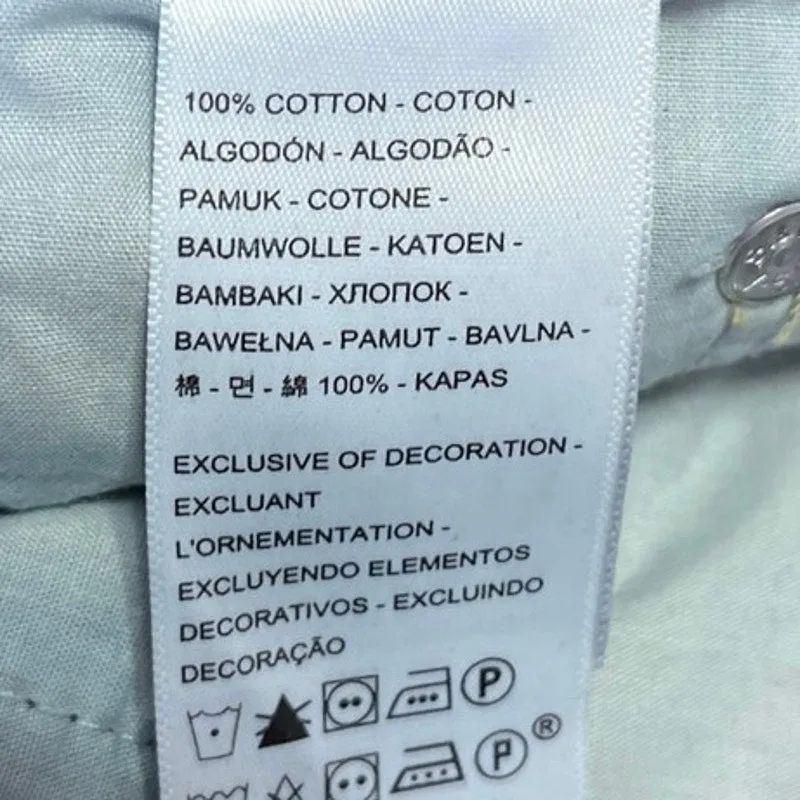 100% COTTON - COTON -
ALGODÓN - ALGODÃO -
PAMUK - COTONE -
BAUMWOLLE - KATOEN -
BAMBAKI - ХЛОПОК -
BAWEŁNA - PAMUT - BAVLNA -
棉 - 면 - 綿 100% - KAPAS
EXCLUSIVE OF DECORATION -
EXCLUANT
L'ORNEMENTATION -
EXCLUYENDO ELEMENTOS
DECORATIVOS - EXCLUINDO
DECORAÇÃO
P
P ®